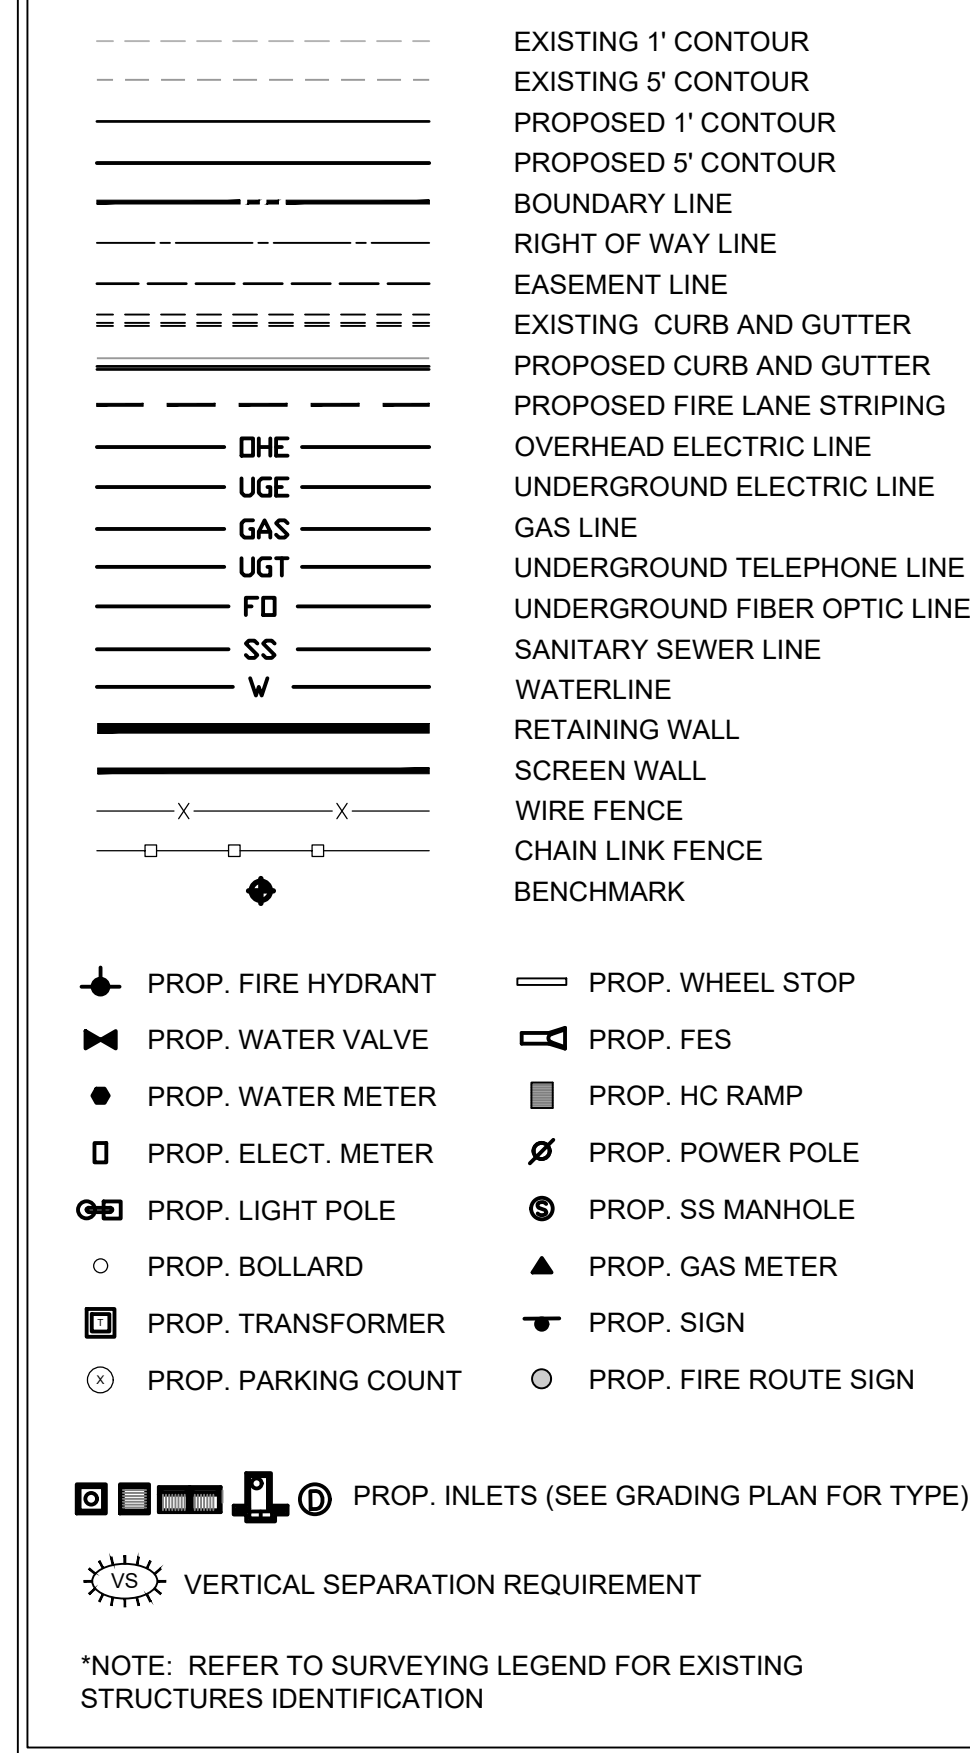 EXISTING 1' CONTOUR
EXISTING 5' CONTOUR
PROPOSED 1' CONTOUR
PROPOSED 5' CONTOUR
BOUNDARY LINE
RIGHT OF WAY LINE
EASEMENT LINE
EXISTING CURB AND GUTTER
PROPOSED CURB AND GUTTER
PROPOSED FIRE LANE STRIPING
OHE OVERHEAD ELECTRIC LINE
UGE UNDERGROUND ELECTRIC LINE
GAS GAS LINE
UGT UNDERGROUND TELEPHONE LINE
FO UNDERGROUND FIBER OPTIC LINE
SS SANITARY SEWER LINE
W WATERLINE
RETAINING WALL
SCREEN WALL
X X WIRE FENCE
CHAIN LINK FENCE
BENCHMARK
PROP. FIRE HYDRANT PROP. WHEEL STOP
PROP. WATER VALVE PROP. FES
PROP. WATER METER PROP. HC RAMP
PROP. ELECT. METER PROP. POWER POLE
PROP. LIGHT POLE S PROP. SS MANHOLE
PROP. BOLLARD PROP. GAS METER
T PROP. TRANSFORMER PROP. SIGN
X PROP. PARKING COUNT PROP. FIRE ROUTE SIGN
D PROP. INLETS (SEE GRADING PLAN FOR TYPE)
VS VERTICAL SEPARATION REQUIREMENT
*NOTE: REFER TO SURVEYING LEGEND FOR EXISTING
STRUCTURES IDENTIFICATION